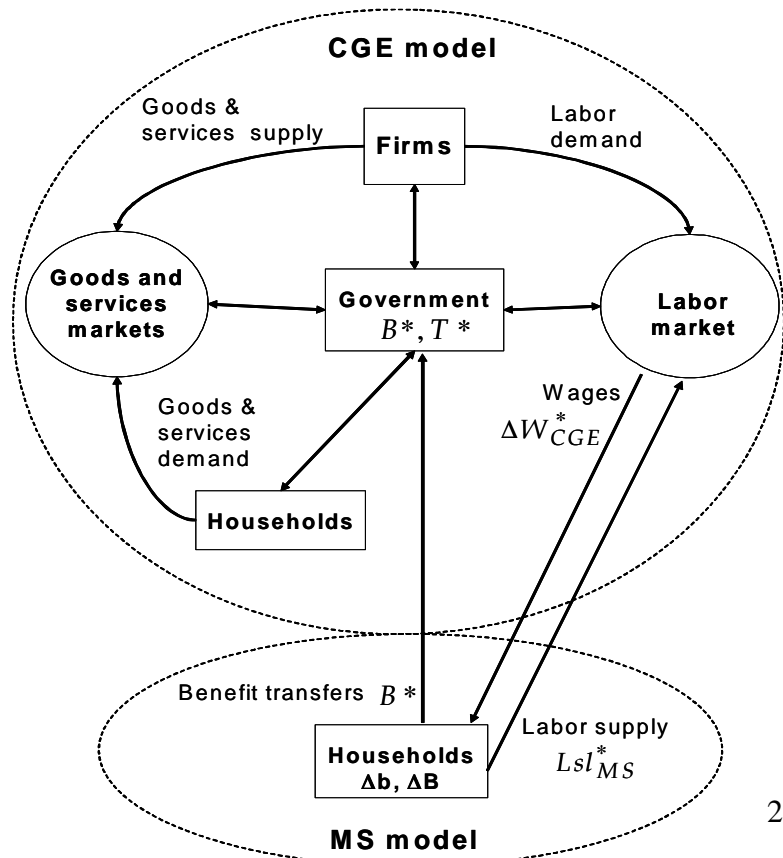 CGE model
Goods &
services supply
Labor
demand
Firms
Goods and
services
markets
Government
B*, T *
Labor
market
Goods &
services
demand
Wages
ΔW*CGE
Households
Benefit transfers B*
Households
Δb, ΔB
Labor supply
Lsl*MS
2
MS model